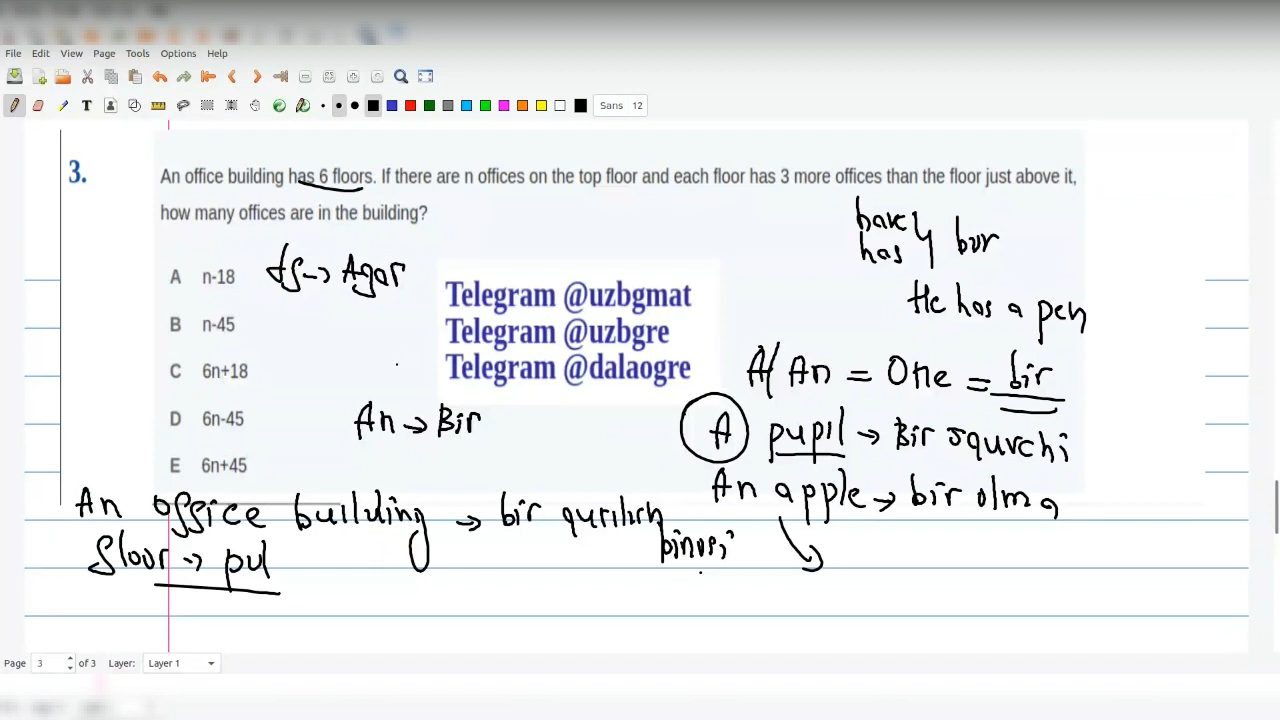 File Edit View Page Tools Options Help
Sans 12
3.
An office building has 6 floors. If there are n offices on the top floor and each floor has 3 more offices than the floor just above it,
how many offices are in the building?
A n-18
B n-45
C 6n+18
D 6n-45
E 6n+45
If -> Agar
Telegram @uzbgmat
Telegram @uzbgre
Telegram @dalaogre
have
has } bor
He has a pen
A/ An = One = bir
An -> Bir
A pupil -> Bir
An apple -> bir olma
An office building -> bir qurilish
floor -> pul
Page 3 of 3 Layer: Layer 1